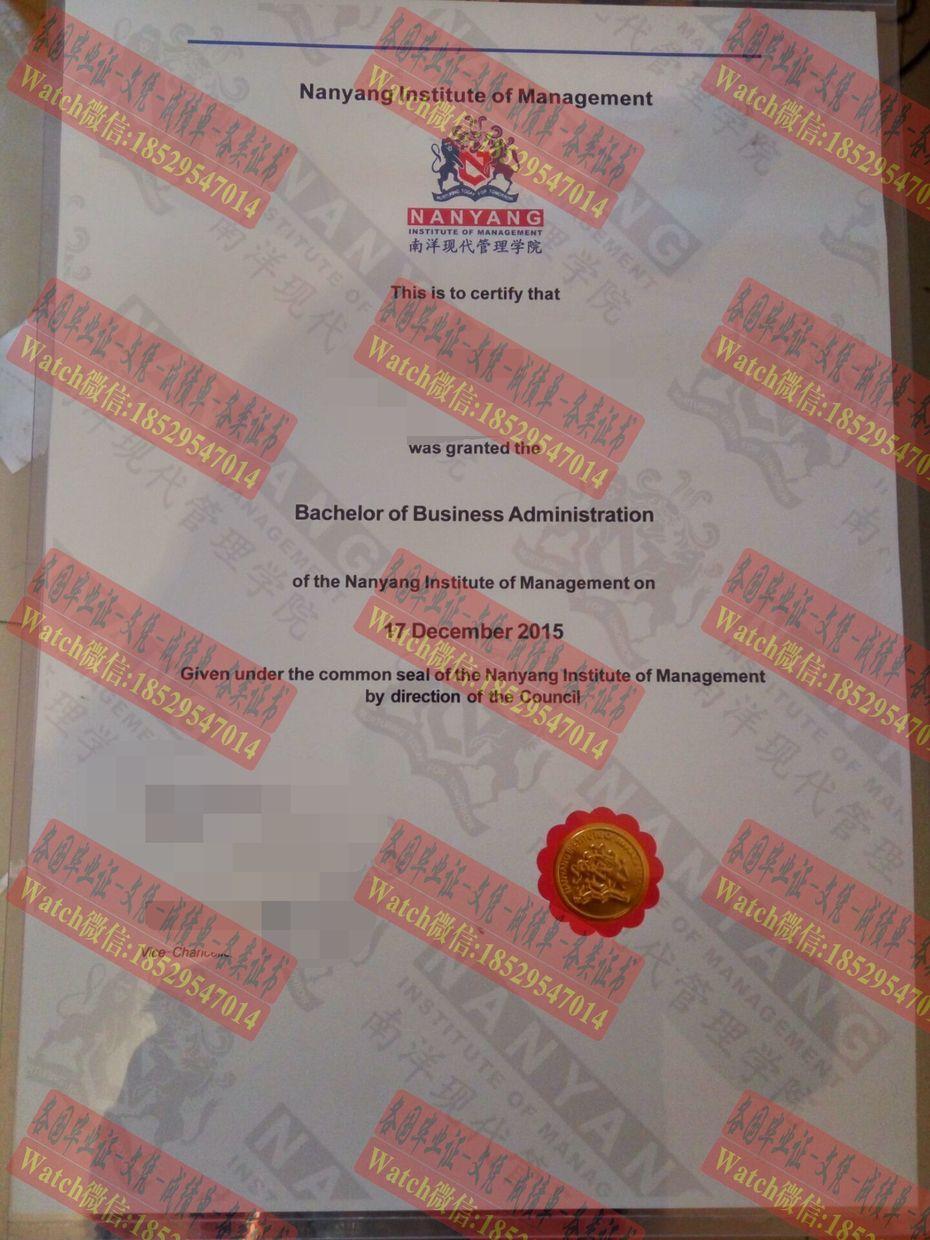 Nanyang Institute of Management
NANYANG
INSTITUTE OF MANAGEMENT
南洋现代管理学院
This is to certify that
was granted the
Bachelor of Business Administration
of the Nanyang Institute of Management on
17 December 2015
Given under the common seal of the Nanyang Institute of Management
by direction of the Council
各国毕业证-文凭-成绩单-各类证书
Watch微信:18529547014